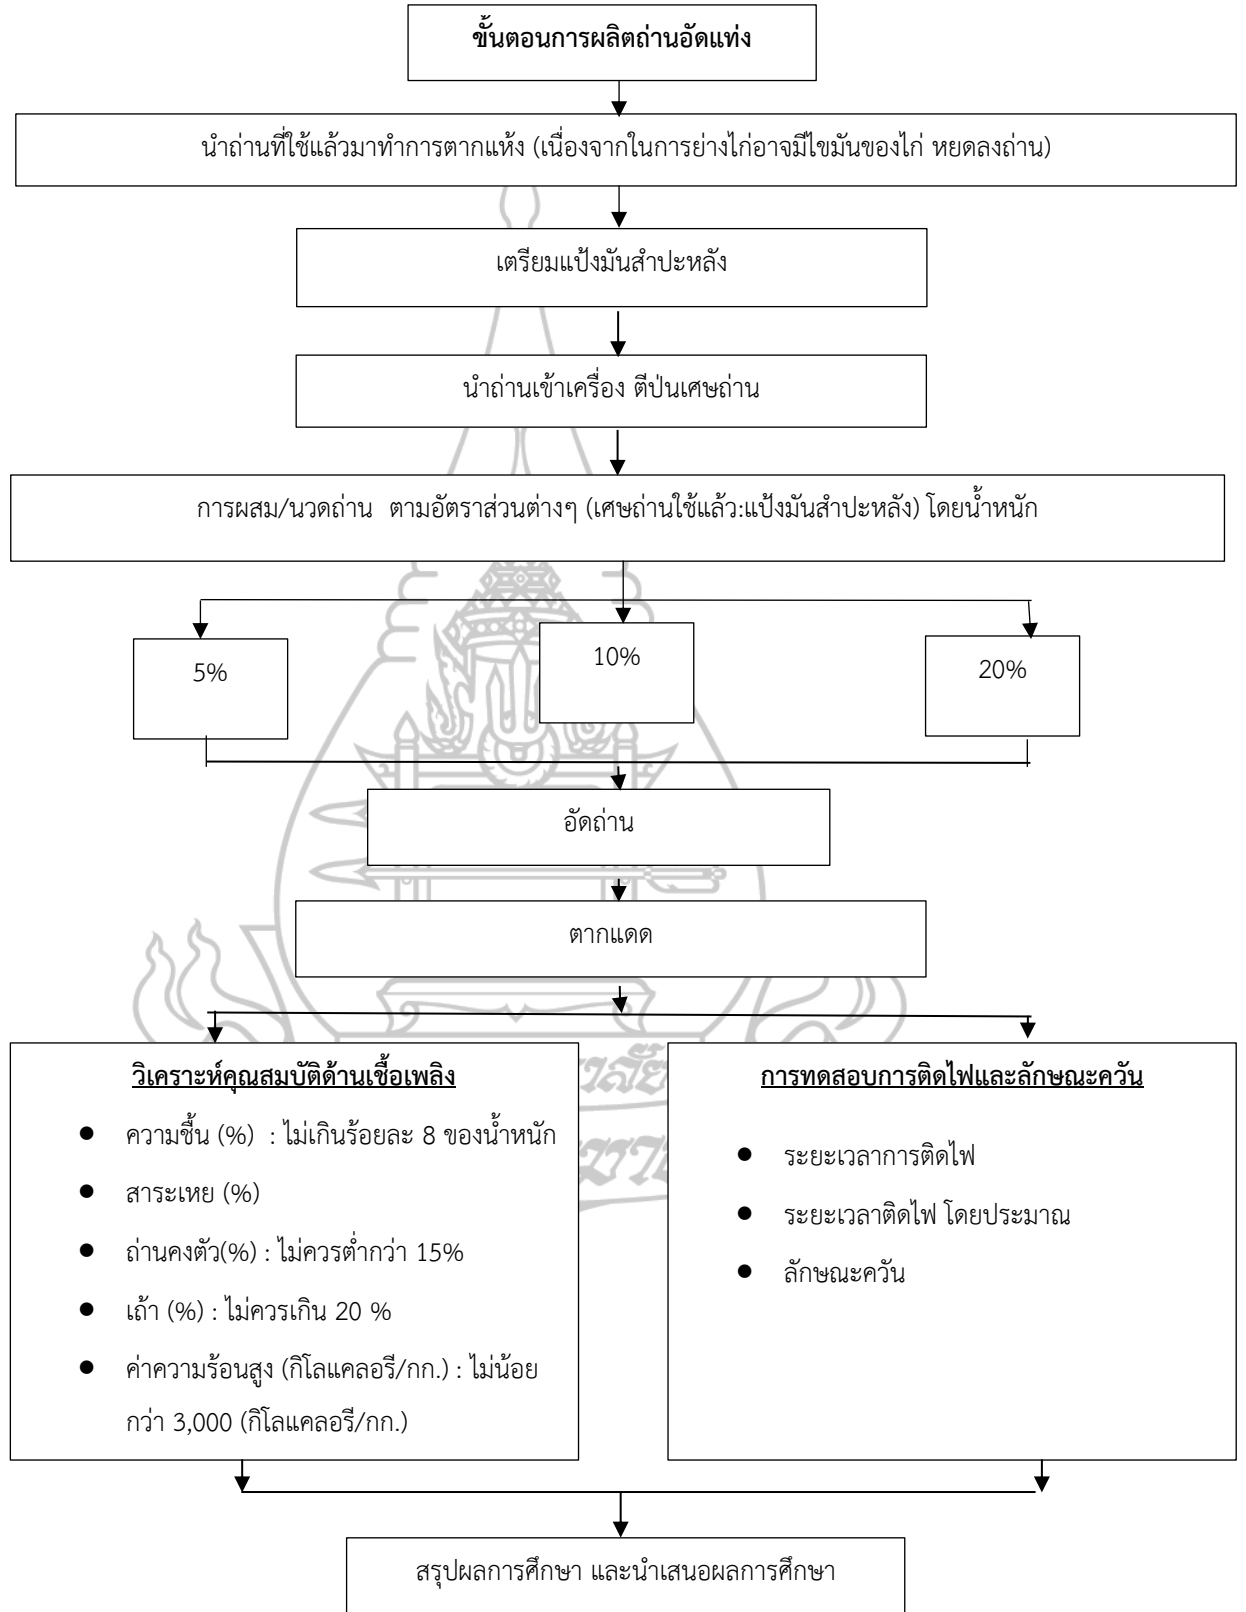 ขั้นตอนการผลิตถ่านอัดแท่ง
นำถ่านที่ใช้แล้วมาทำการตากแห้ง (เนื่องจากในการย่างไก่อาจมีไขมันของไก่ หยดลงถ่าน)
เตรียมแป้งมันสำปะหลัง
นำถ่านเข้าเครื่อง ตีป่นเศษถ่าน
การผสม/นวดถ่าน ตามอัตราส่วนต่างๆ (เศษถ่านใช้แล้ว:แป้งมันสำปะหลัง) โดยน้ำหนัก
5%
10%
20%
อัดถ่าน
ตากแดด
วิเคราะห์คุณสมบัติด้านเชื้อเพลิง
● ความชื้น (%) : ไม่เกินร้อยละ 8 ของน้ำหนัก
● สาระเหย (%)
● ถ่านคงตัว(%) : ไม่ควรต่ำกว่า 15%
● เถ้า (%) : ไม่ควรเกิน 20 %
● ค่าความร้อนสูง (กิโลแคลอรี/กก.) : ไม่น้อย
กว่า 3,000 (กิโลแคลอรี/กก.)
การทดสอบการติดไฟและลักษณะควัน
● ระยะเวลาการติดไฟ
● ระยะเวลาติดไฟ โดยประมาณ
● ลักษณะควัน
สรุปผลการศึกษา และนำเสนอผลการศึกษา